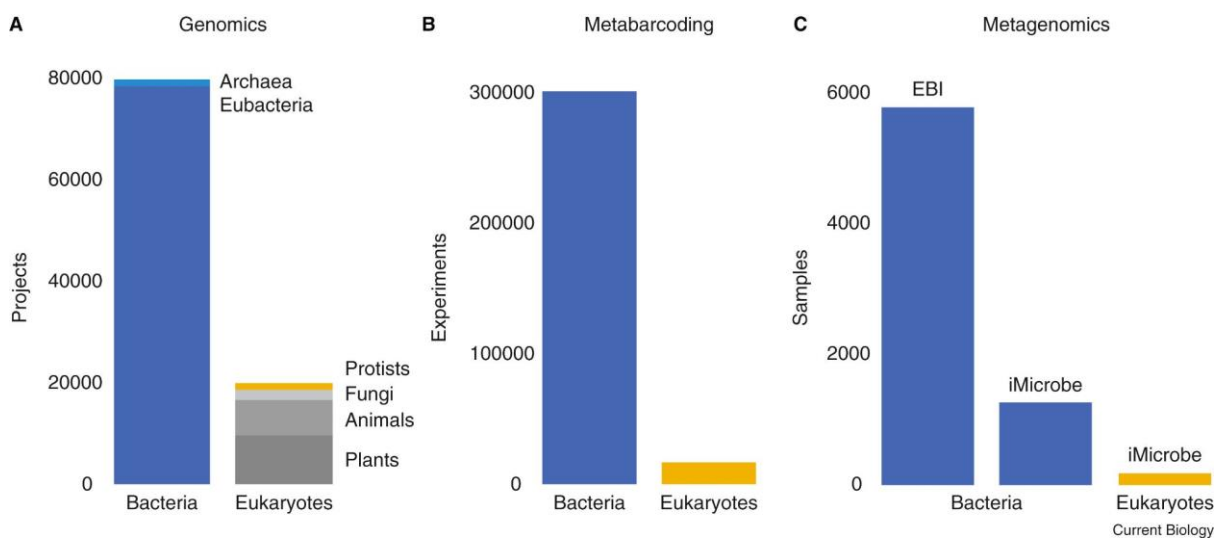 A
Genomics
80000
60000
40000
20000
0
Projects
Archaea
Eubacteria
Protists
Fungi
Animals
Plants
Bacteria
Eukaryotes
B
Metabarcoding
300000
200000
100000
0
Experiments
Bacteria
Eukaryotes
C
Metagenomics
6000
4000
2000
0
Samples
EBI
iMicrobe
iMicrobe
Bacteria
Eukaryotes
Current Biology